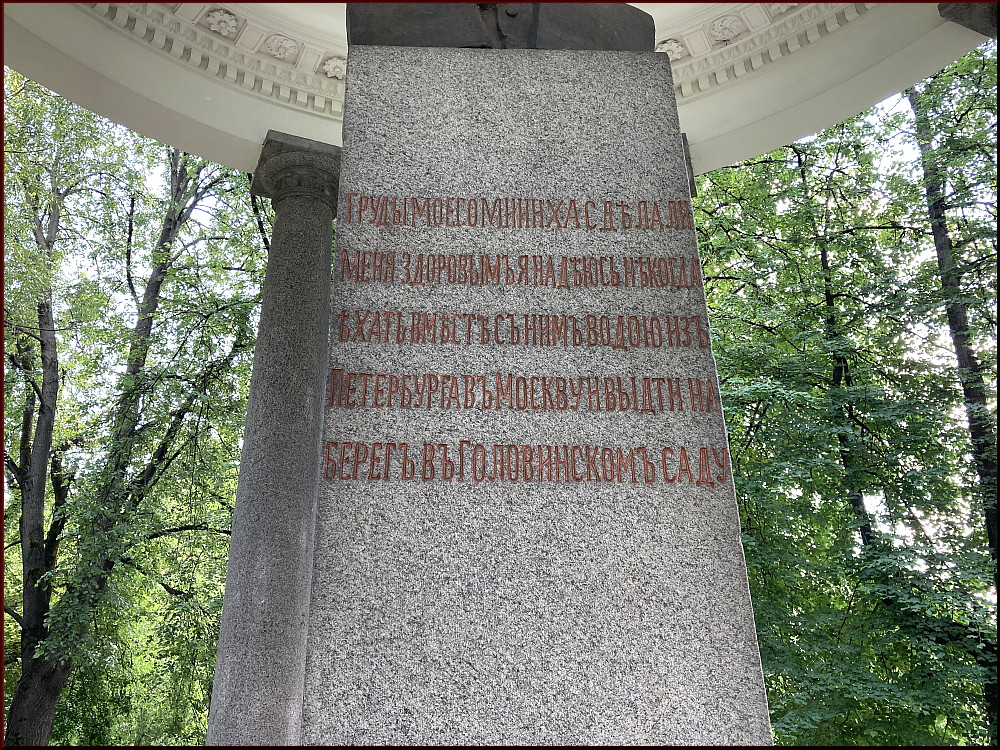 ТРУДЫ МОЕГО МИНИХА СДѢЛАЛИ
МЕНЯ ЗДОРОВЫМЪ Я НАДѢЮСЬ НѢКОГДА
ѢХАТЬ ВМѢСТѢ СЪ НИМЪ ВОДОЮ ИЗЪ
ПЕТЕРБУРГА ВЪ МОСКВУ И ВЫДТИ НА
БЕРЕГЪ ВЪ ГОЛОВИНСКОМЪ САДУ